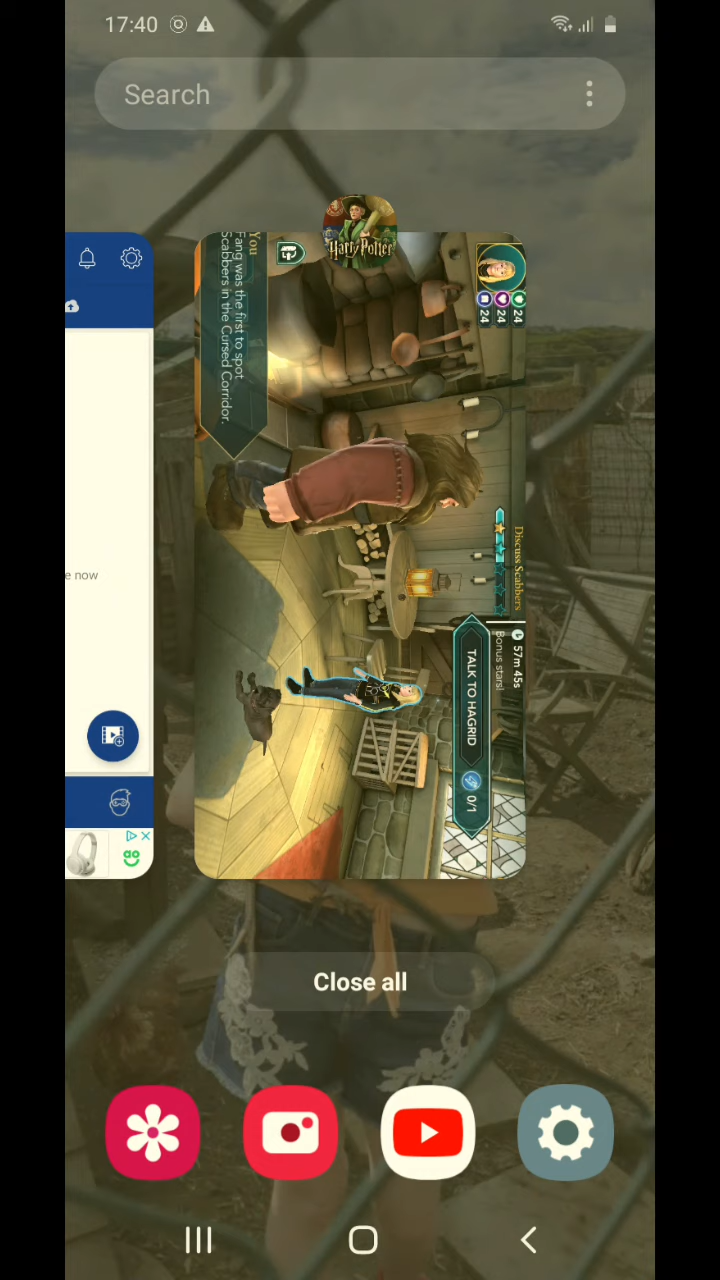 17:40
Search
Harry Potter
You
Fang was the first to spot
Scabbers in the Cursed Corridor.
24
24
24
Discuss Scabbers
57m 45s
Bonus stars!
TALK TO HAGRID
0/1
e now
Close all